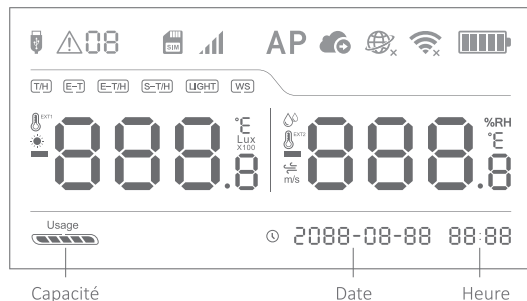 08 SIM AP
T/H E-T E-T/H S-T/H LIGHT WS
EXT1 888.8 °E Lux X100 EXT2 m/s 888.8 %RH °E
Usage
2088-08-88 88:88
Capacité Date Heure